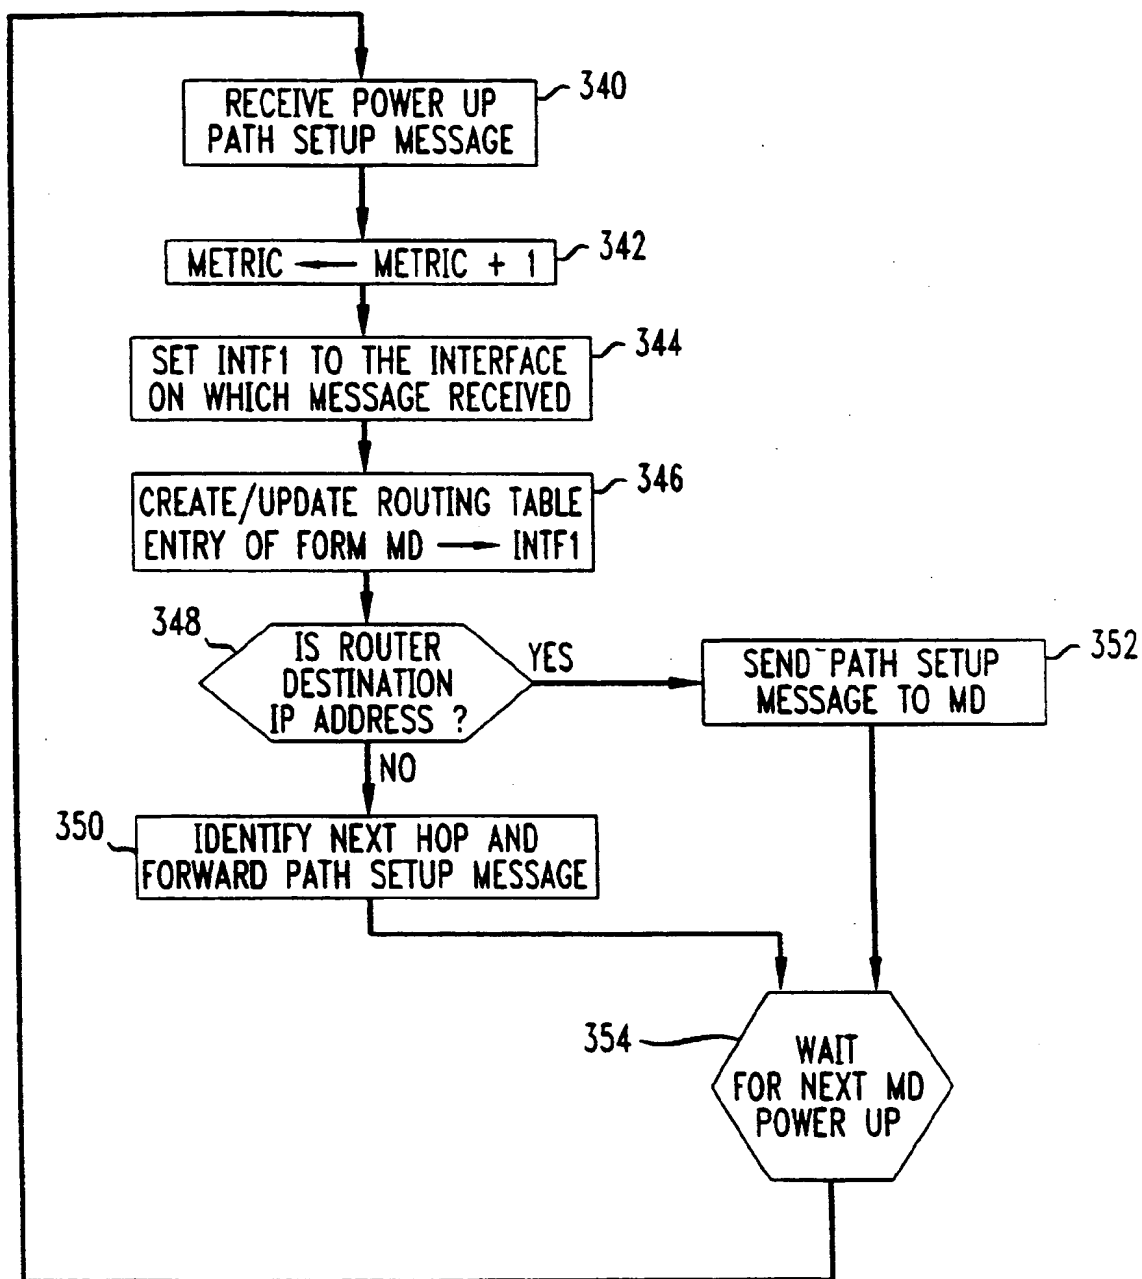 RECEIVE POWER UP
PATH SETUP MESSAGE
340
METRIC ← METRIC + 1
342
SET INTF1 TO THE INTERFACE
ON WHICH MESSAGE RECEIVED
344
CREATE/UPDATE ROUTING TABLE
ENTRY OF FORM MD → INTF1
346
348
IS ROUTER
DESTINATION
IP ADDRESS ?
YES
SEND PATH SETUP
MESSAGE TO MD
352
NO
350
IDENTIFY NEXT HOP AND
FORWARD PATH SETUP MESSAGE
354
WAIT
FOR NEXT MD
POWER UP